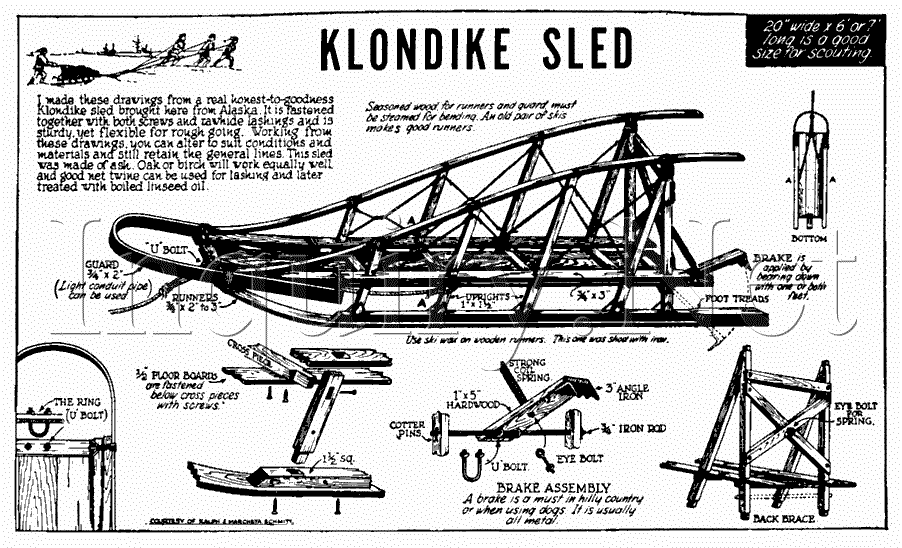 KLONDIKE SLED
20" wide x 6' or 7'
long is a good
size for scouting.
I made these drawings from a real honest-to-goodness
Klondike sled brought here from Alaska. It is fastened
together with both screws and rawhide lashings and is
sturdy, yet flexible for rough going. Working from
these drawings, you can alter to suit conditions and
materials and still retain the general lines. This sled
was made of ash. Oak or birch will work equally well
and good net twine can be used for lashing and later
treated with boiled linseed oil.
Seasoned wood for runners and guard must
be steamed for bending. An old pair of skis
makes good runners.
A
A
BOTTOM
A
"U" BOLT
GUARD
¾" x 2"
(Light conduit pipe
can be used
RUNNERS
⅝" x 2" to 3"
A
UPRIGHTS
1" x 1½"
¾" x 3"
BRAKE is
applied by
bearing down
with one or both
feet.
FOOT TREADS
Use ski wax on wooden runners. This one was shod with iron.
CROSS PIECE
½" FLOOR BOARDS
are fastened
below cross pieces
with screws.
1½" SQ.
THE RING
("U" BOLT)
STRONG
COIL
SPRING
1" x 5"
HARDWOOD
3" ANGLE
IRON
COTTER
PINS
⅜" IRON ROD
"U" BOLT
EYE BOLT
BRAKE ASSEMBLY
A brake is a must in hilly country
or when using dogs. It is usually
all metal.
EYE BOLT
FOR
SPRING.
BACK BRACE
COURTESY OF RALPH & MARCHETA SCHMITT.